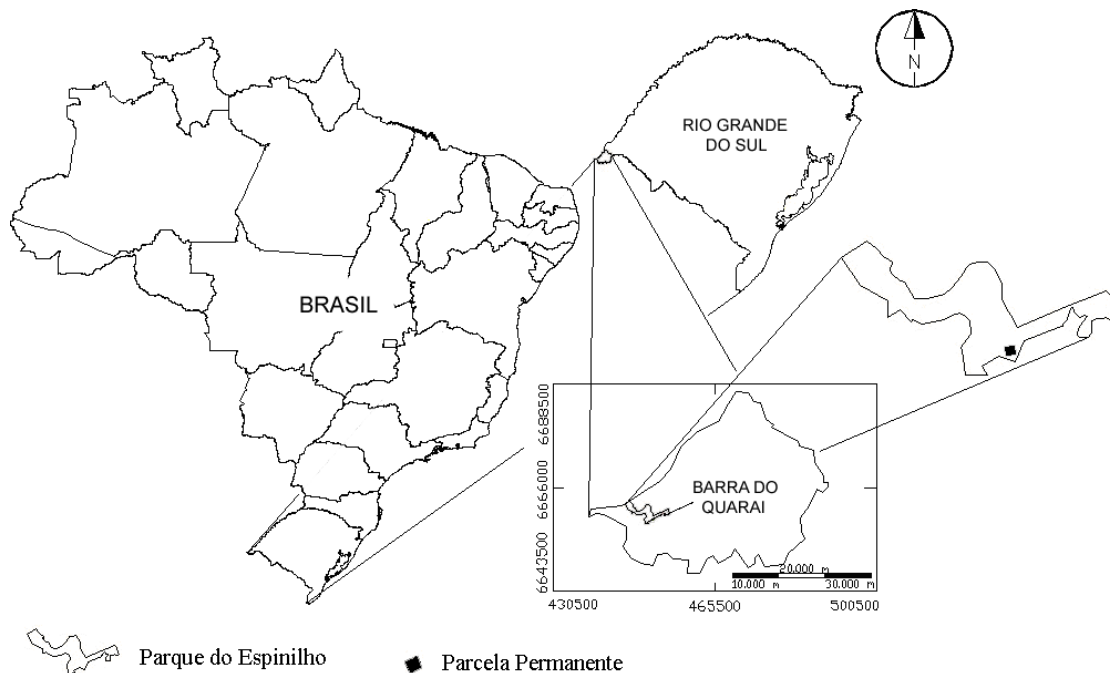 N
RIO GRANDE
DO SUL
BRASIL
6688500
6666000
6643500
BARRA DO
QUARAI
20.000 m
10.000 m
30.000 m
430500
465500
500500
Parque do Espinilho
Parcela Permanente